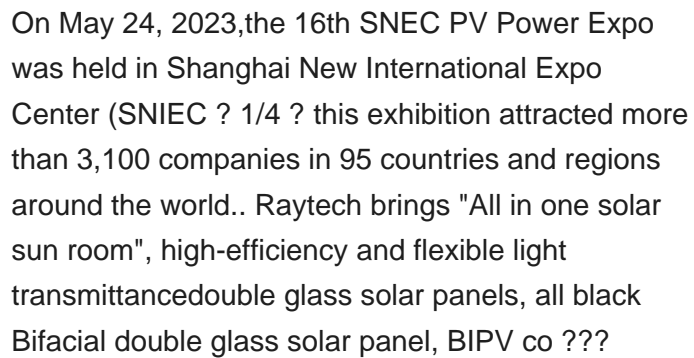 On May 24, 2023,the 16th SNEC PV Power Expo
was held in Shanghai New International Expo
Center (SNIEC ? 1/4 ? this exhibition attracted more
than 3,100 companies in 95 countries and regions
around the world.. Raytech brings "All in one solar
sun room", high-efficiency and flexible light
transmittancedouble glass solar panels, all black
Bifacial double glass solar panel, BIPV co ???